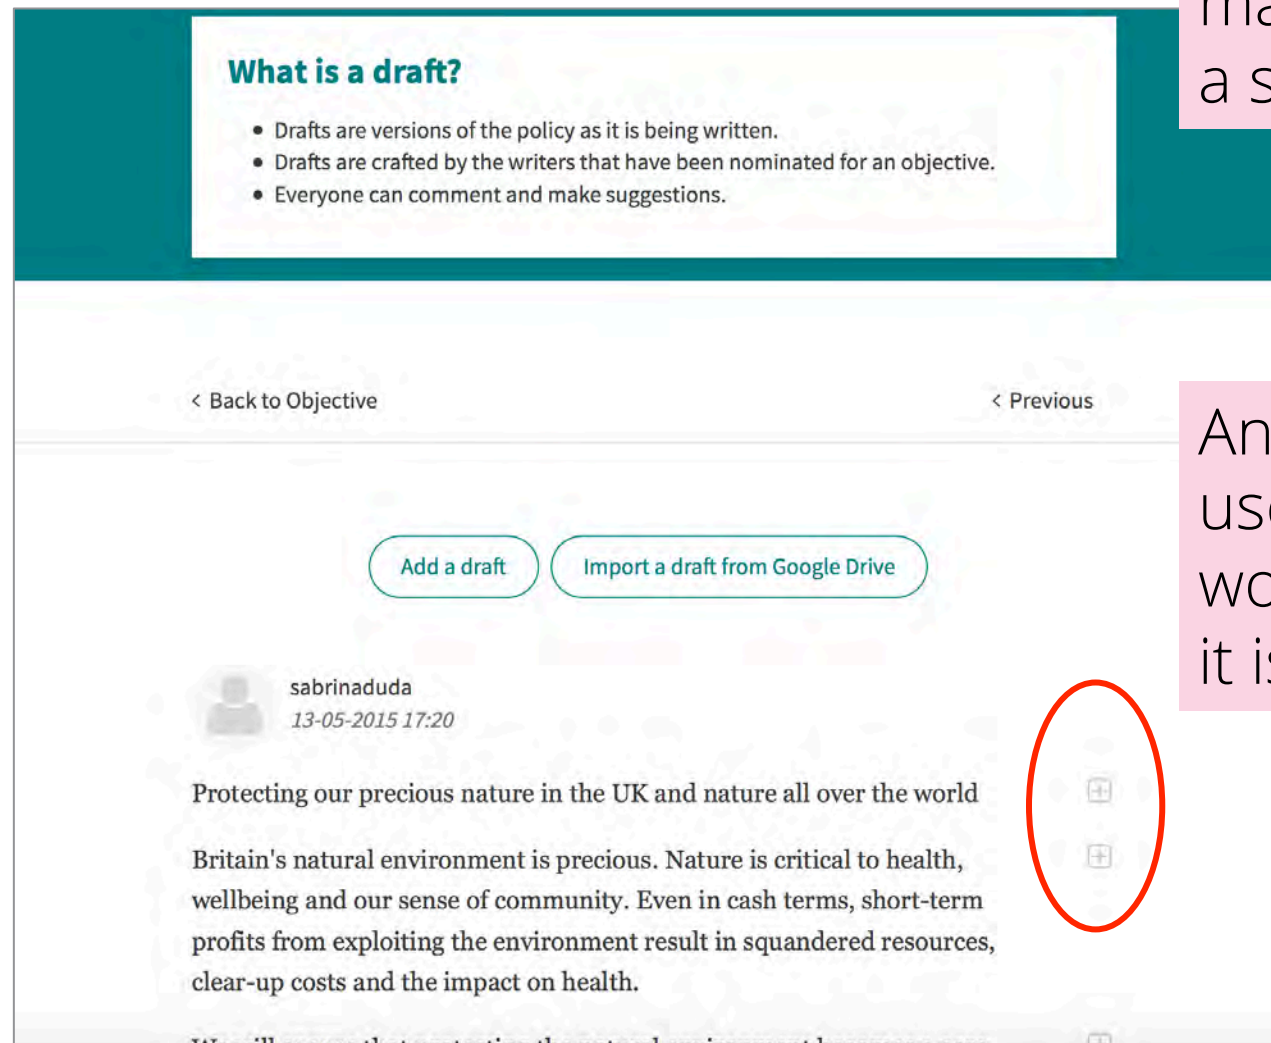 What is a draft?
• Drafts are versions of the policy as it is being written.
• Drafts are crafted by the writers that have been nominated for an objective.
• Everyone can comment and make suggestions.
a s
< Back to Objective
< Previous
An
Add a draft
Import a draft from Google Drive
it is
sabrinaduda
13-05-2015 17:20
Protecting our precious nature in the UK and nature all over the world
Britain's natural environment is precious. Nature is critical to health,
wellbeing and our sense of community. Even in cash terms, short-term
profits from exploiting the environment result in squandered resources,
clear-up costs and the impact on health.